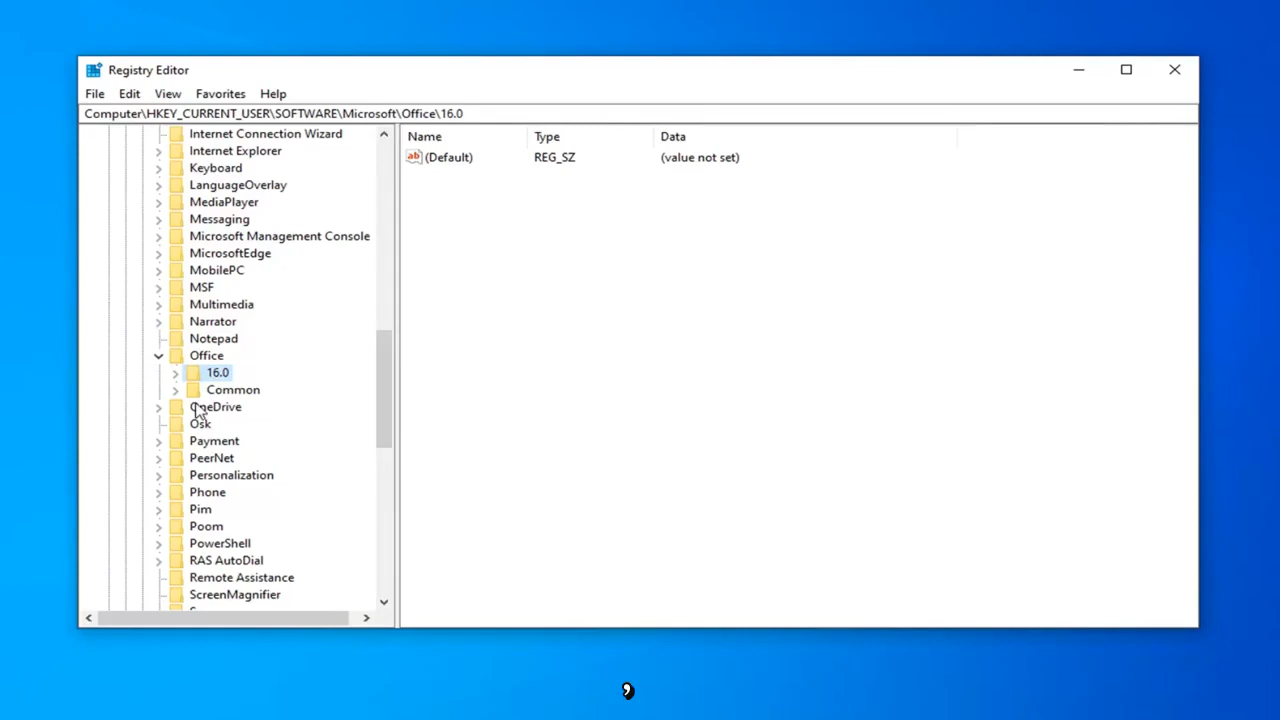 Registry Editor
File Edit View Favorites Help
Computer\HKEY_CURRENT_USER\SOFTWARE\Microsoft\Office\16.0
Name Type Data
(Default) REG_SZ (value not set)
Internet Connection Wizard
Internet Explorer
Keyboard
LanguageOverlay
MediaPlayer
Messaging
Microsoft Management Console
MicrosoftEdge
MobilePC
MSF
Multimedia
Narrator
Notepad
Office
16.0
Common
OneDrive
Osk
Payment
PeerNet
Personalization
Phone
Pim
Poom
PowerShell
RAS AutoDial
Remote Assistance
ScreenMagnifier
,